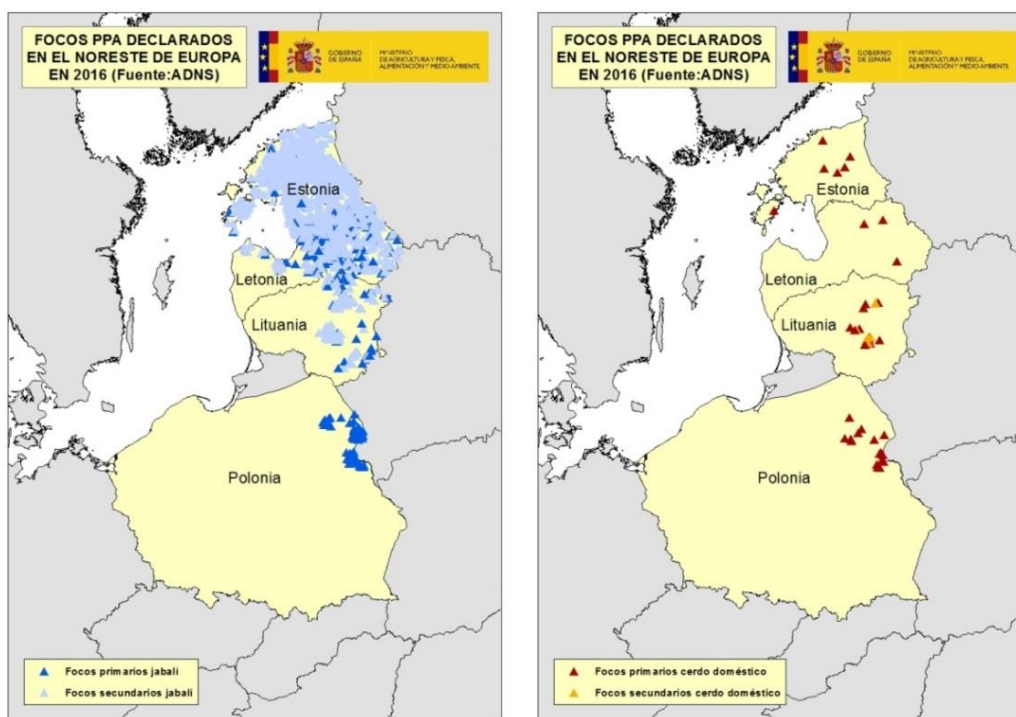 FOCOS PPA DECLARADOS
EN EL NORESTE DE EUROPA
EN 2016 (Fuente:ADNS)
GOBIERNO
DE ESPAÑA
MINISTERIO
DE AGRICULTURA Y PESCA,
ALIMENTACIÓN Y MEDIO AMBIENTE
Estonia
Letonia
Lituania
Polonia
Focos primarios jabalí
Focos secundarios jabalí
FOCOS PPA DECLARADOS
EN EL NORESTE DE EUROPA
EN 2016 (Fuente:ADNS)
GOBIERNO
DE ESPAÑA
MINISTERIO
DE AGRICULTURA Y PESCA,
ALIMENTACIÓN Y MEDIO AMBIENTE
Estonia
Letonia
Lituania
Polonia
Focos primarios cerdo doméstico
Focos secundarios cerdo doméstico